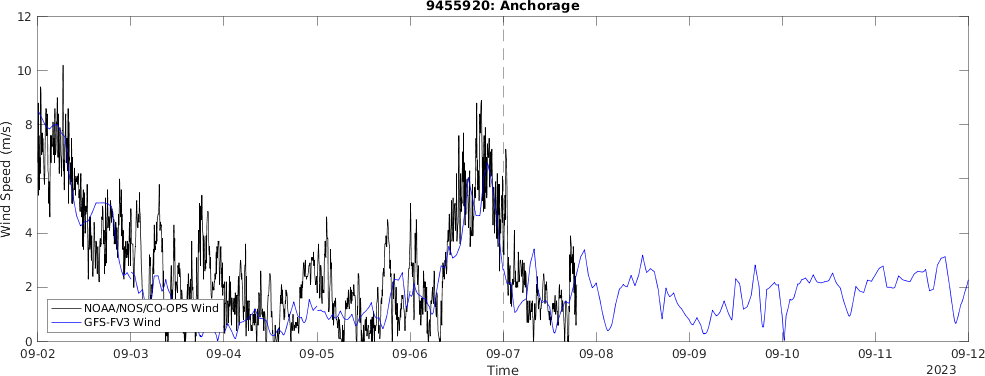 9455920: Anchorage
12
10
8
6
4
2
0
Wind Speed (m/s)
NOAA/NOS/CO-OPS Wind
GFS-FV3 Wind
09-02 09-03 09-04 09-05 09-06 09-07 09-08 09-09 09-10 09-11 09-12
Time
2023